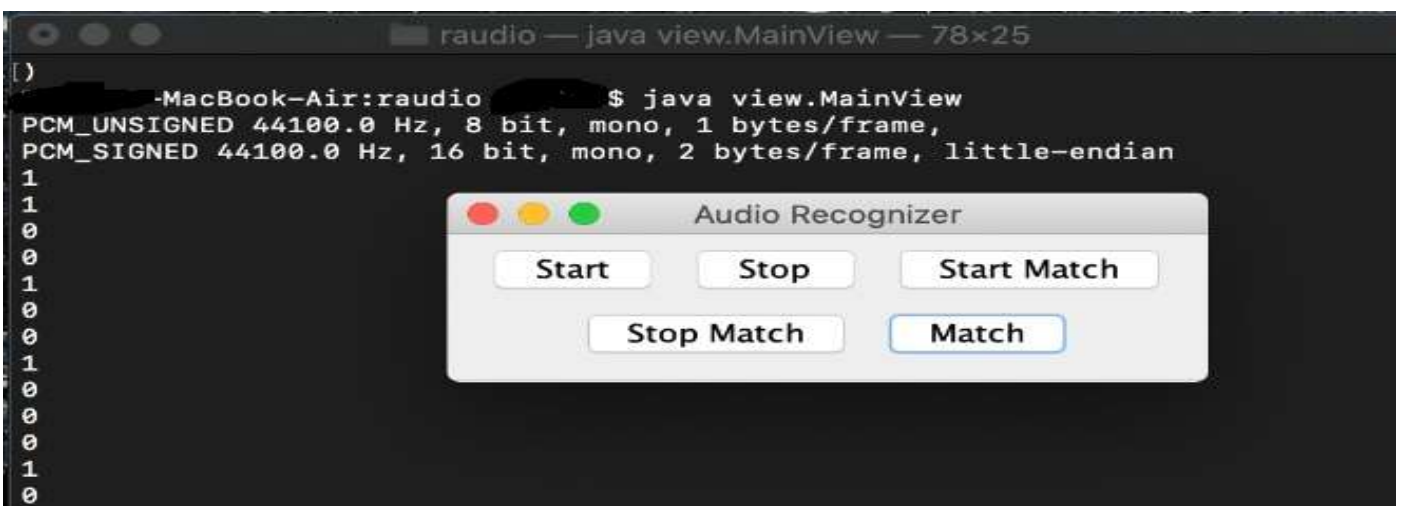 raudio — java view.MainView — 78×25
[)
-MacBook-Air:raudio $ java view.MainView
PCM_UNSIGNED 44100.0 Hz, 8 bit, mono, 1 bytes/frame,
PCM_SIGNED 44100.0 Hz, 16 bit, mono, 2 bytes/frame, little-endian
1
1
0
0
1
0
0
1
0
0
0
1
0
Audio Recognizer
Start Stop Start Match
Stop Match Match